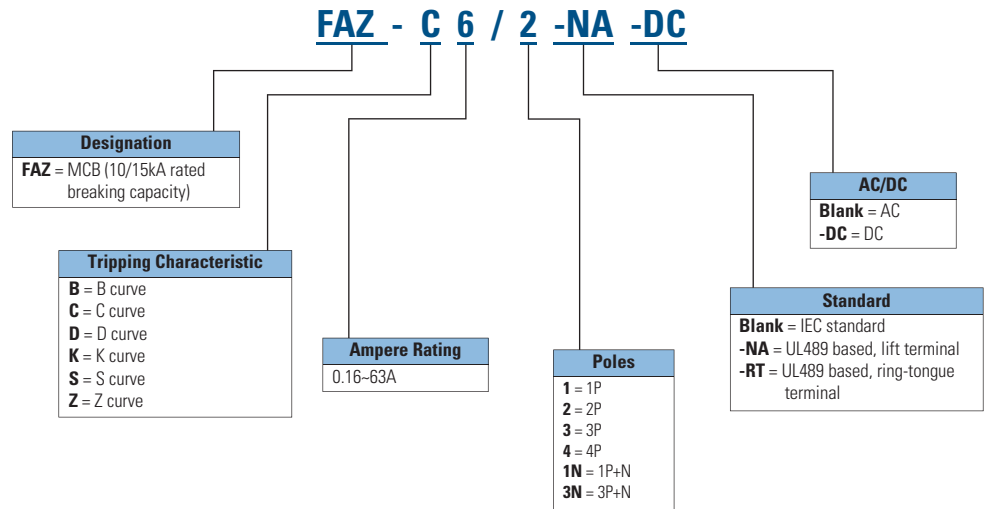 FAZ - C 6 / 2 -NA -DC
Designation
FAZ = MCB (10/15kA rated
breaking capacity)
Tripping Characteristic
B = B curve
C = C curve
D = D curve
K = K curve
S = S curve
Z = Z curve
Ampere Rating
0.16~63A
Poles
1 = 1P
2 = 2P
3 = 3P
4 = 4P
1N = 1P+N
3N = 3P+N
AC/DC
Blank = AC
-DC = DC
Standard
Blank = IEC standard
-NA = UL489 based, lift terminal
-RT = UL489 based, ring-tongue
terminal